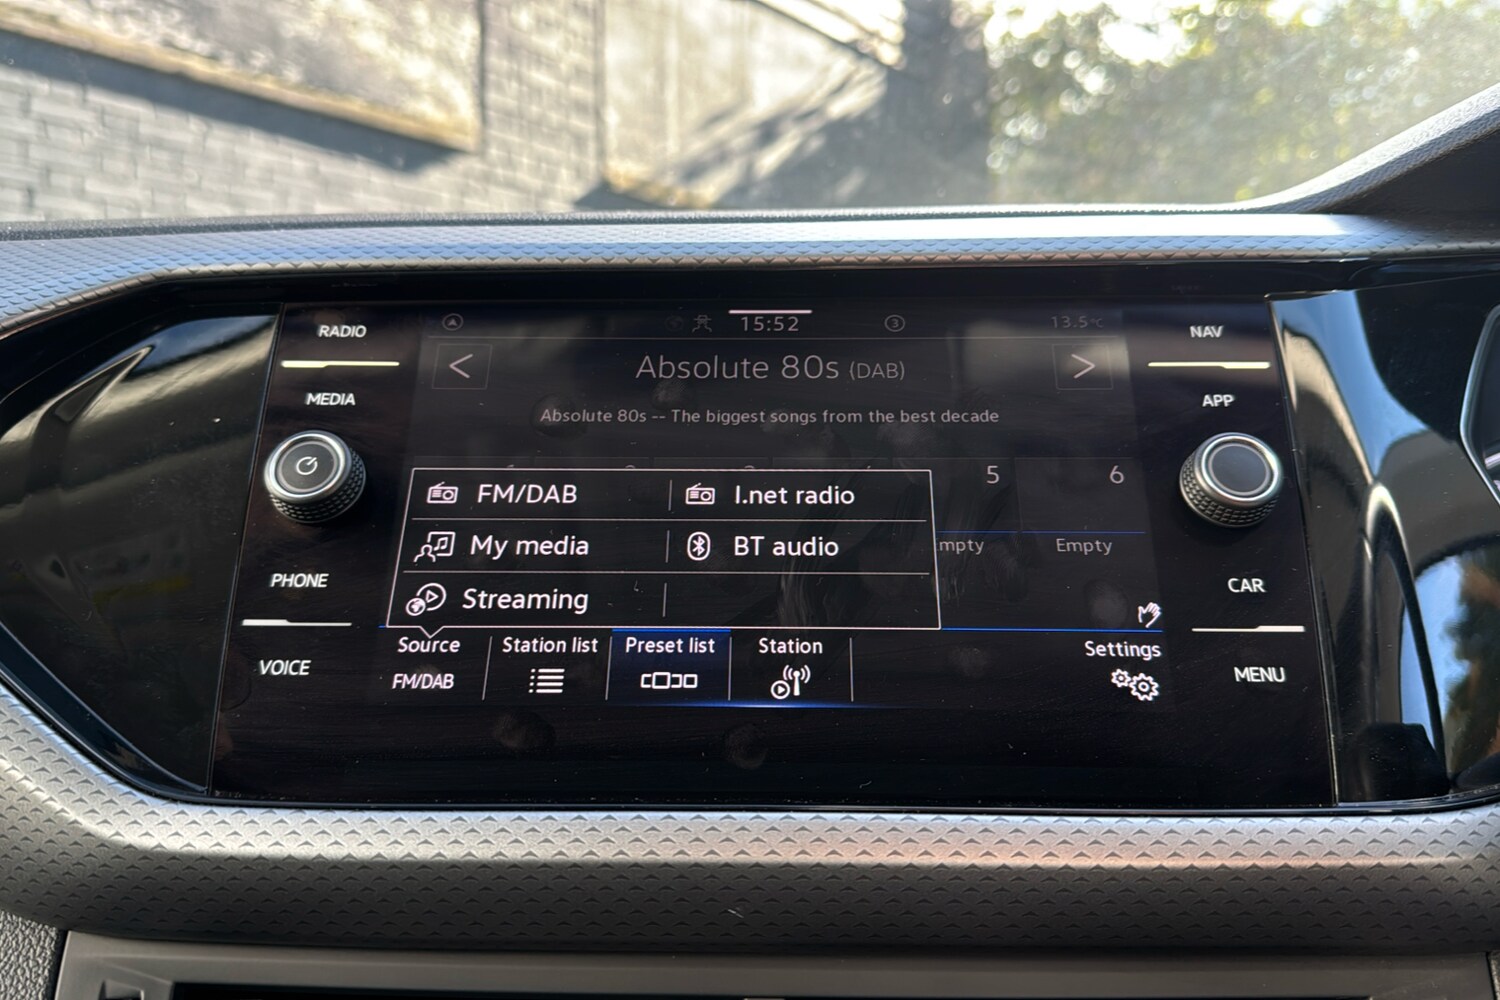 RADIO
MEDIA
PHONE
VOICE
15:52
3
13.5°C
< Absolute 80s (DAB) >
Absolute 80s -- The biggest songs from the best decade
5 6
Empty
FM/DAB I.net radio
My media BT audio
Streaming
Source Station list Preset list Station Settings
FM/DAB
NAV
APP
CAR
MENU